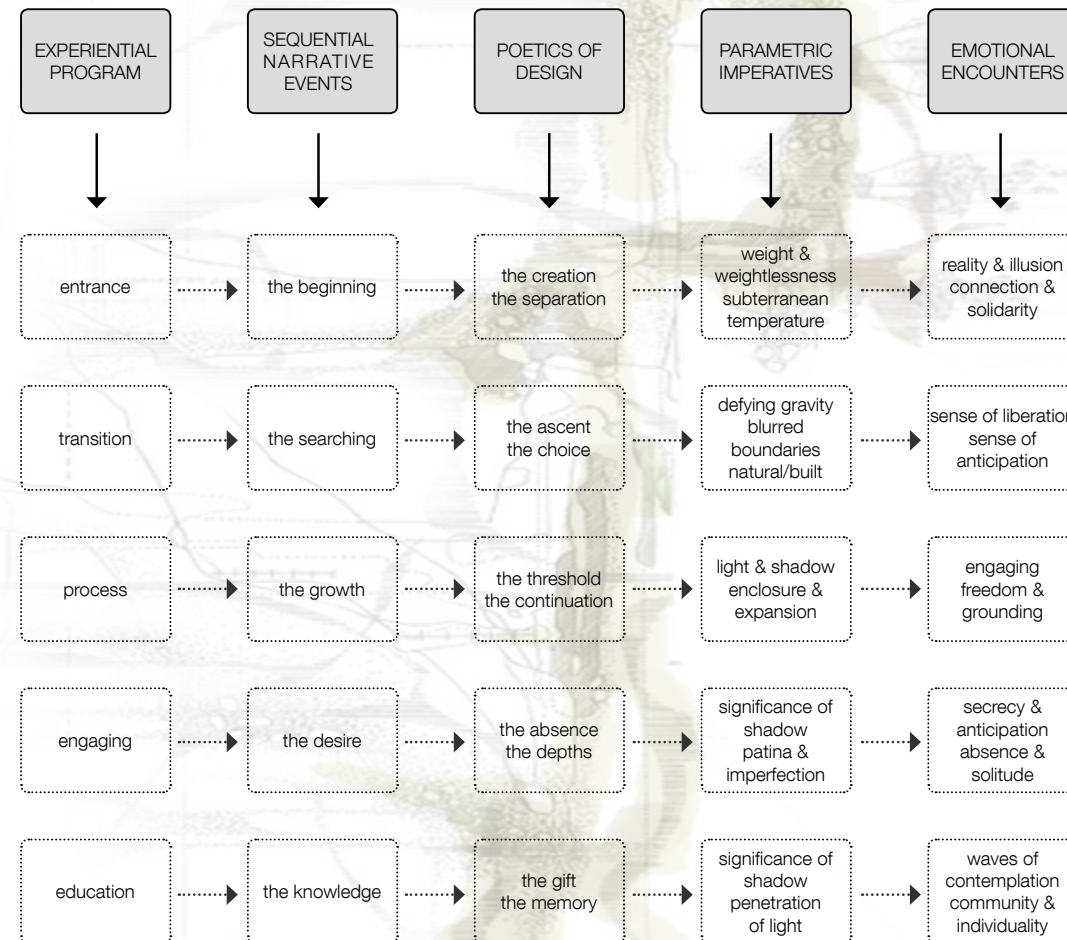 EXPERIENTIAL
PROGRAM
SEQUENTIAL
NARRATIVE
EVENTS
POETICS OF
DESIGN
PARAMETRIC
IMPERATIVES
EMOTIONAL
ENCOUNTERS
entrance
the beginning
the creation
the separation
weight &
weightlessness
subterranean
temperature
reality & illusion
connection &
solidarity
transition
the searching
the ascent
the choice
defying gravity
blurred
boundaries
natural/built
sense of liberation
sense of
anticipation
process
the growth
the threshold
the continuation
light & shadow
enclosure &
expansion
engaging
freedom &
grounding
engaging
the desire
the absence
the depths
significance of
shadow
patina &
imperfection
secrecy &
anticipation
absence &
solitude
education
the knowledge
the gift
the memory
significance of
shadow
penetration
of light
waves of
contemplation
community &
individuality